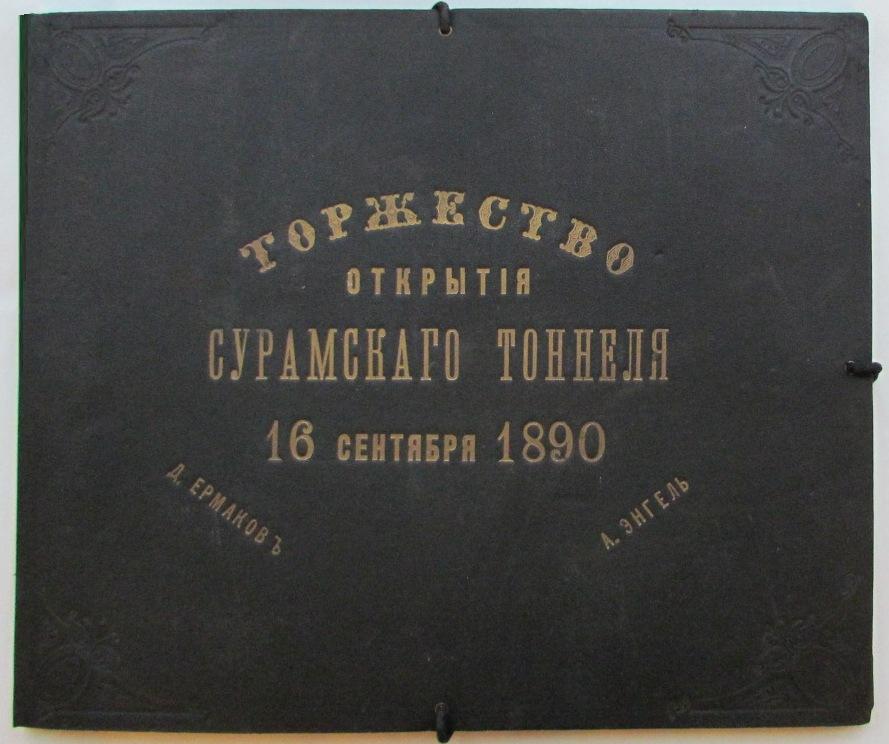 ТОРЖЕСТВО
ОТКРЫТІЯ
СУРАМСКАГО ТОННЕЛЯ
16 СЕНТЯБРЯ 1890
Д. ЕРМАКОВЪ
А. ЭНГЕЛЬ